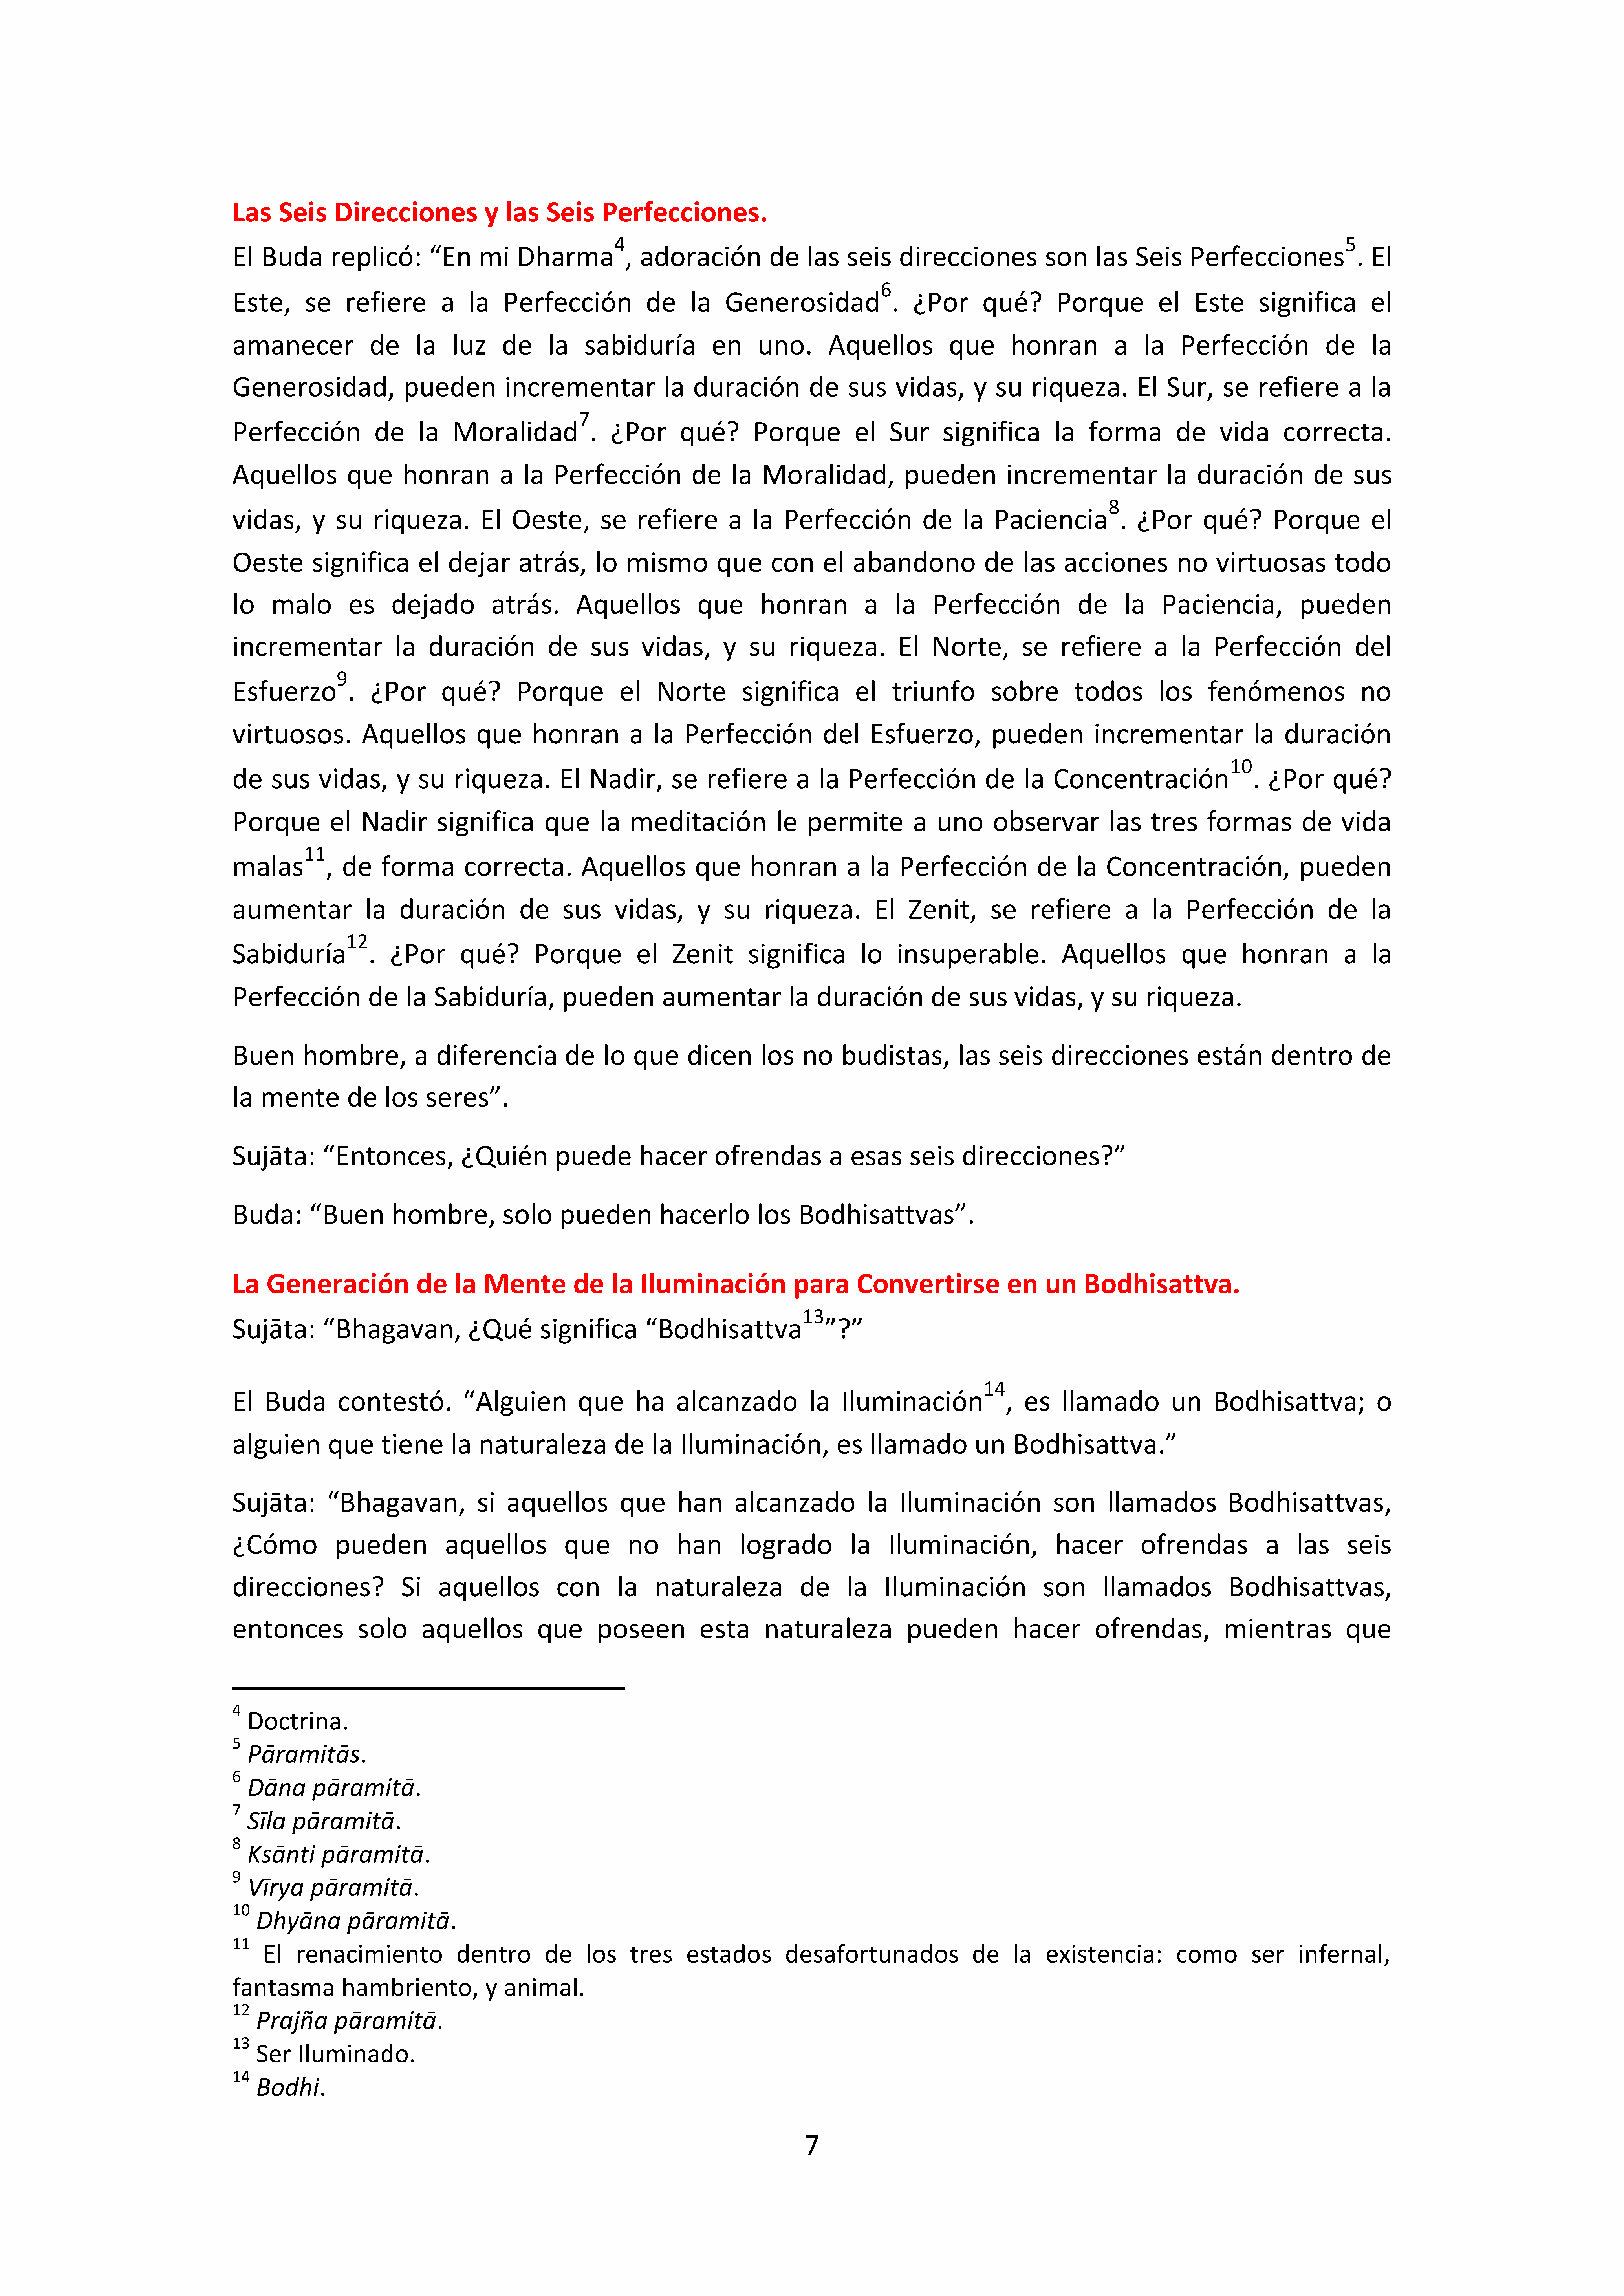 Las Seis Direcciones y las Seis Perfecciones.
El Buda replicó: “En mi Dharma4, adoración de las seis direcciones son las Seis Perfecciones5. El
Este, se refiere a la Perfección de la Generosidad6. ¿Por qué? Porque el Este significa el
amanecer de la luz de la sabiduría en uno. Aquellos que honran a la Perfección de la
Generosidad, pueden incrementar la duración de sus vidas, y su riqueza. El Sur, se refiere a la
Perfección de la Moralidad7. ¿Por qué? Porque el Sur significa la forma de vida correcta.
Aquellos que honran a la Perfección de la Moralidad, pueden incrementar la duración de sus
vidas, y su riqueza. El Oeste, se refiere a la Perfección de la Paciencia8. ¿Por qué? Porque el
Oeste significa el dejar atrás, lo mismo que con el abandono de las acciones no virtuosas todo
lo malo es dejado atrás. Aquellos que honran a la Perfección de la Paciencia, pueden
incrementar la duración de sus vidas, y su riqueza. El Norte, se refiere a la Perfección del
Esfuerzo9. ¿Por qué? Porque el Norte significa el triunfo sobre todos los fenómenos no
virtuosos. Aquellos que honran a la Perfección del Esfuerzo, pueden incrementar la duración
de sus vidas, y su riqueza. El Nadir, se refiere a la Perfección de la Concentración10. ¿Por qué?
Porque el Nadir significa que la meditación le permite a uno observar las tres formas de vida
malas11, de forma correcta. Aquellos que honran a la Perfección de la Concentración, pueden
aumentar la duración de sus vidas, y su riqueza. El Zenit, se refiere a la Perfección de la
Sabiduría12. ¿Por qué? Porque el Zenit significa lo insuperable. Aquellos que honran a la
Perfección de la Sabiduría, pueden aumentar la duración de sus vidas, y su riqueza.
Buen hombre, a diferencia de lo que dicen los no budistas, las seis direcciones están dentro de
la mente de los seres”.
Sujāta: “Entonces, ¿Quién puede hacer ofrendas a esas seis direcciones?”
Buda: “Buen hombre, solo pueden hacerlo los Bodhisattvas”.
La Generación de la Mente de la Iluminación para Convertirse en un Bodhisattva.
Sujāta: “Bhagavan, ¿Qué significa “Bodhisattva13”?”
El Buda contestó. “Alguien que ha alcanzado la Iluminación14, es llamado un Bodhisattva; o
alguien que tiene la naturaleza de la Iluminación, es llamado un Bodhisattva.”
Sujāta: “Bhagavan, si aquellos que han alcanzado la Iluminación son llamados Bodhisattvas,
¿Cómo pueden aquellos que no han logrado la Iluminación, hacer ofrendas a las seis
direcciones? Si aquellos con la naturaleza de la Iluminación son llamados Bodhisattvas,
entonces solo aquellos que poseen esta naturaleza pueden hacer ofrendas, mientras que
4 Doctrina.
5 Pāramitās.
6 Dāna pāramitā.
7 Sīla pāramitā.
8 Ksānti pāramitā.
9 Vīrya pāramitā.
10 Dhyāna pāramitā.
11 El renacimiento dentro de los tres estados desafortunados de la existencia: como ser infernal,
fantasma hambriento, y animal.
12 Prajña pāramitā.
13 Ser Iluminado.
14 Bodhi.
7